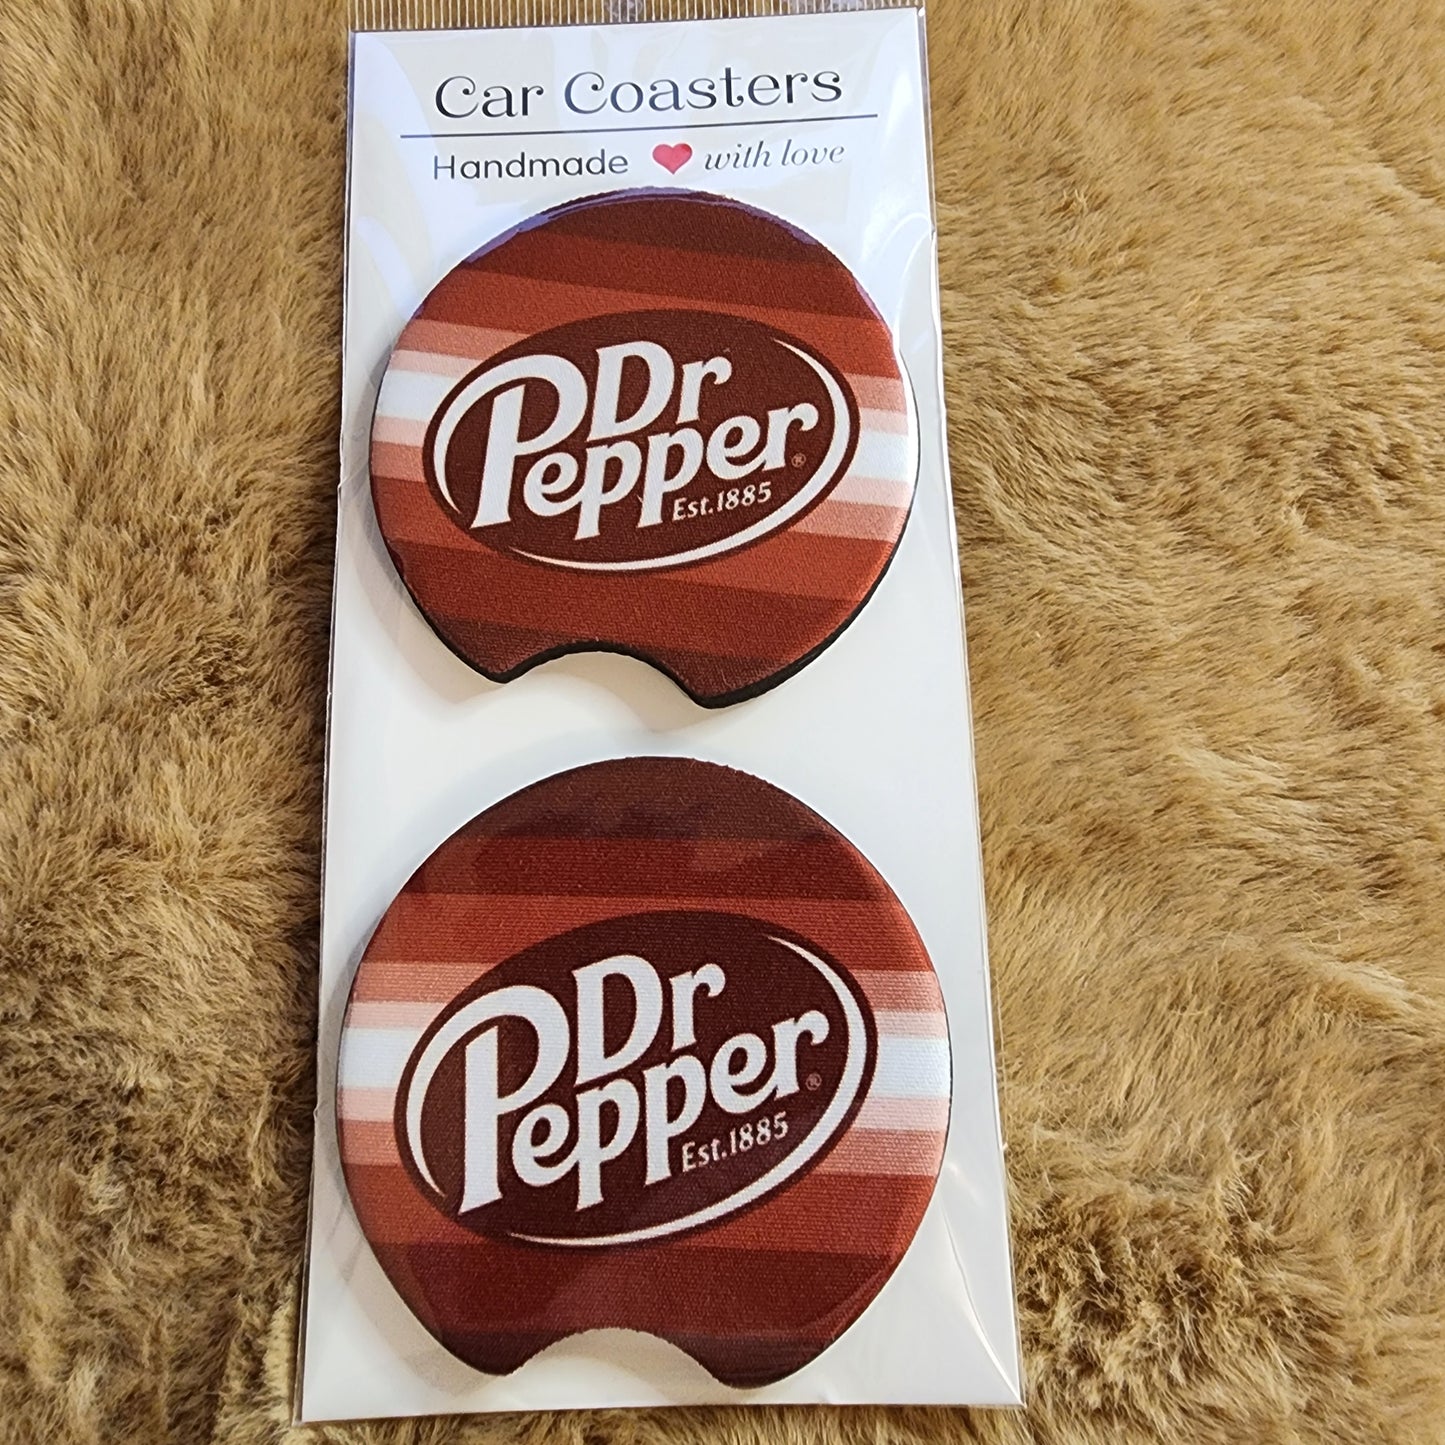 Car Coasters
Handmade ❤ with love
Dr
Pepper®
Est.1885
Dr
Pepper®
Est.1885